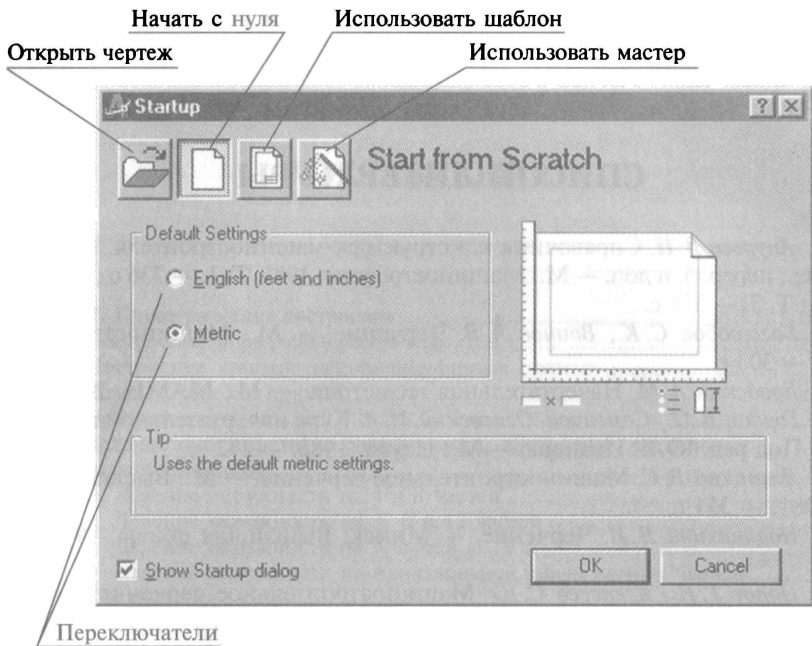 Начать с нуля
Использовать шаблон
Открыть чертеж
Использовать мастер
Startup
Start from Scratch
Default Settings
English (feet and inches)
Metric
Tip
Uses the default metric settings.
Show Startup dialog
OK
Cancel
Переключатели